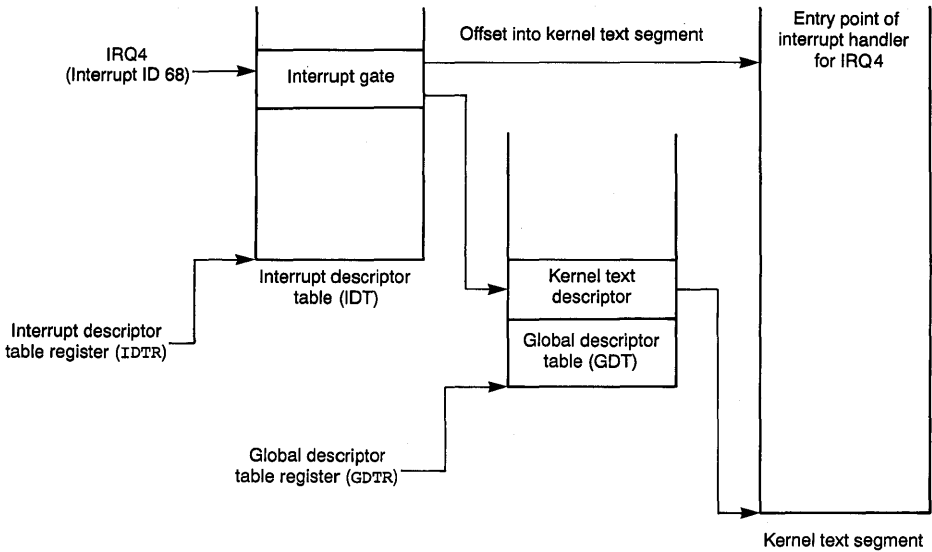 IRQ4
(Interrupt ID 68)
Interrupt gate
Offset into kernel text segment
Entry point of
interrupt handler
for IRQ4
Interrupt descriptor
table (IDT)
Kernel text
descriptor
Interrupt descriptor
table register (IDTR)
Global descriptor
table (GDT)
Global descriptor
table register (GDTR)
Kernel text segment